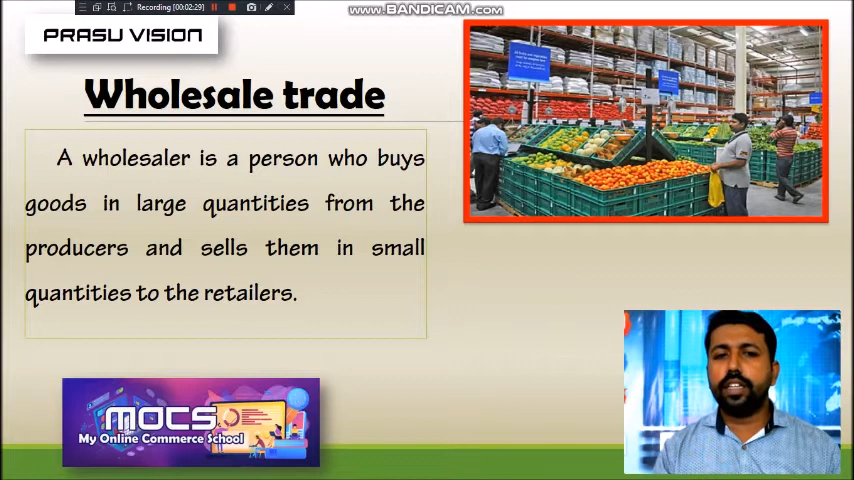 Recording [00:02:29]
www.BANDICAM.com
PRASU VISION
Wholesale trade
A wholesaler is a person who buys
goods in large quantities from the
producers and sells them in small
quantities to the retailers.
MOCS
My Online Commerce School